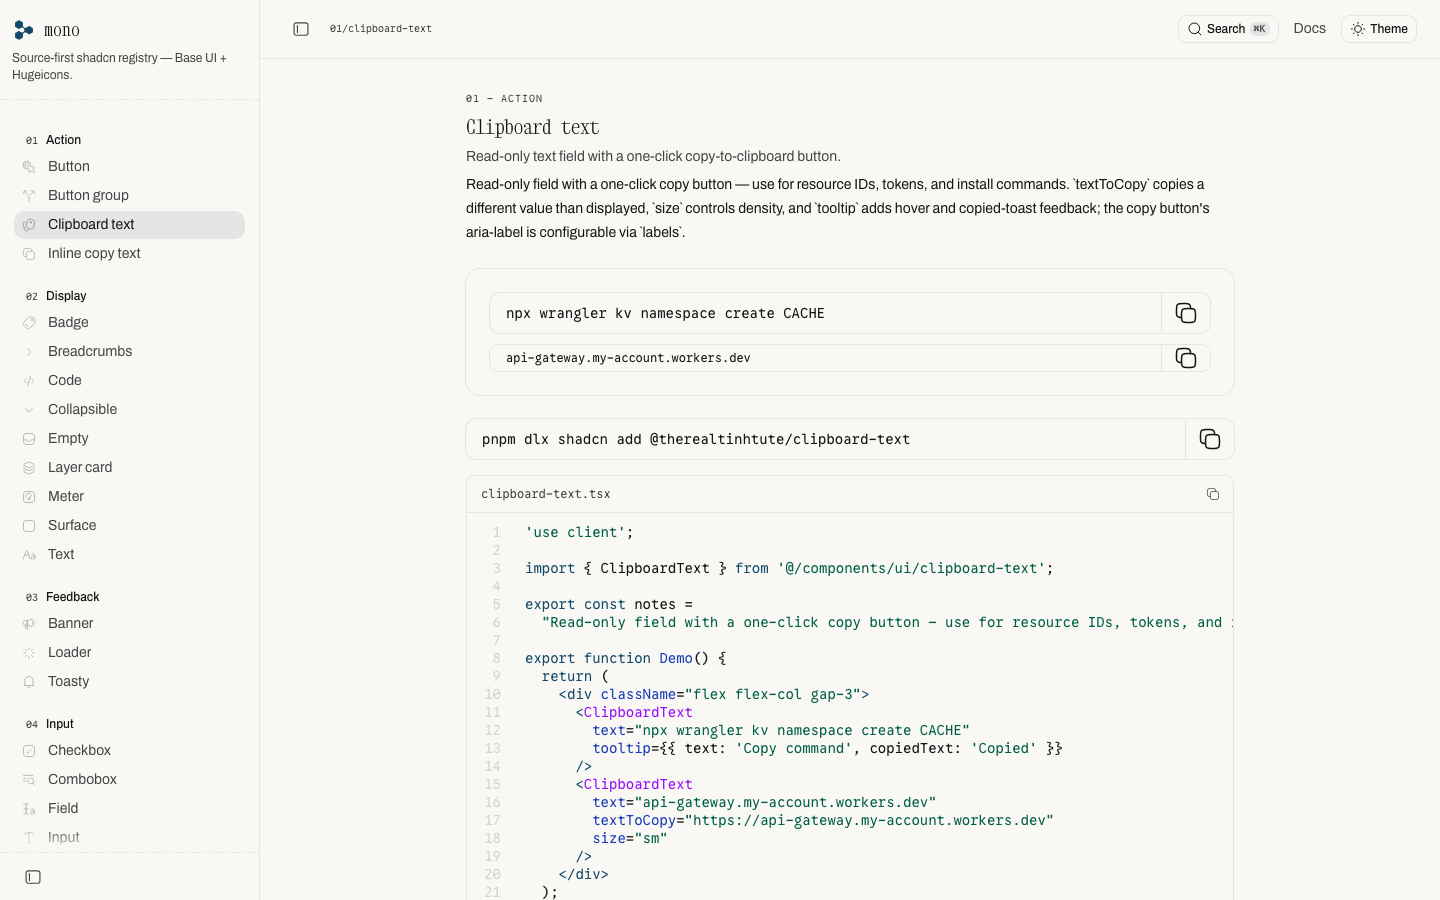 mono
Source-first shadcn registry — Base UI +
Hugeicons.
01 Action
Button
Button group
Clipboard text
Inline copy text
02 Display
Badge
Breadcrumbs
Code
Collapsible
Empty
Layer card
Meter
Surface
Text
03 Feedback
Banner
Loader
Toasty
04 Input
Checkbox
Combobox
Field
Input
01/clipboard-text
Search ⌘K
Docs
Theme
01 — ACTION
Clipboard text
Read-only text field with a one-click copy-to-clipboard button.
Read-only field with a one-click copy button — use for resource IDs, tokens, and install commands. `textToCopy` copies a
different value than displayed, `size` controls density, and `tooltip` adds hover and copied-toast feedback; the copy button's
aria-label is configurable via `labels`.
npx wrangler kv namespace create CACHE
api-gateway.my-account.workers.dev
pnpm dlx shadcn add @therealtinhtute/clipboard-text
clipboard-text.tsx
1 'use client';
2
3 import { ClipboardText } from '@/components/ui/clipboard-text';
4
5 export const notes =
6 "Read-only field with a one-click copy button — use for resource IDs, tokens, and
7
8 export function Demo() {
9 return (
10 <div className="flex flex-col gap-3">
11 <ClipboardText
12 text="npx wrangler kv namespace create CACHE"
13 tooltip={{ text: 'Copy command', copiedText: 'Copied' }}
14 />
15 <ClipboardText
16 text="api-gateway.my-account.workers.dev"
17 textToCopy="https://api-gateway.my-account.workers.dev"
18 size="sm"
19 />
20 </div>
21 );